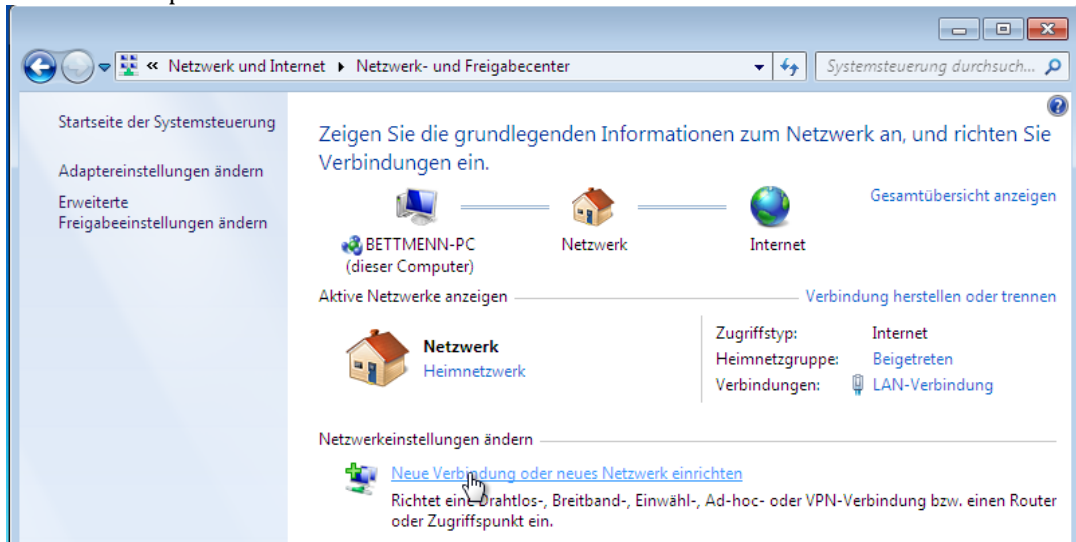 « Netzwerk und Internet ▸ Netzwerk- und Freigabecenter
Systemsteuerung durchsuch...
Startseite der Systemsteuerung
Adaptereinstellungen ändern
Erweiterte
Freigabeeinstellungen ändern
Zeigen Sie die grundlegenden Informationen zum Netzwerk an, und richten Sie
Verbindungen ein.
Gesamtübersicht anzeigen
BETTMENN-PC
(dieser Computer)
Netzwerk
Internet
Aktive Netzwerke anzeigen
Verbindung herstellen oder trennen
Netzwerk
Heimnetzwerk
Zugriffstyp: Internet
Heimnetzgruppe: Beigetreten
Verbindungen: LAN-Verbindung
Netzwerkeinstellungen ändern
Neue Verbindung oder neues Netzwerk einrichten
Richtet eine Drahtlos-, Breitband-, Einwähl-, Ad-hoc- oder VPN-Verbindung bzw. einen Router
oder Zugriffspunkt ein.